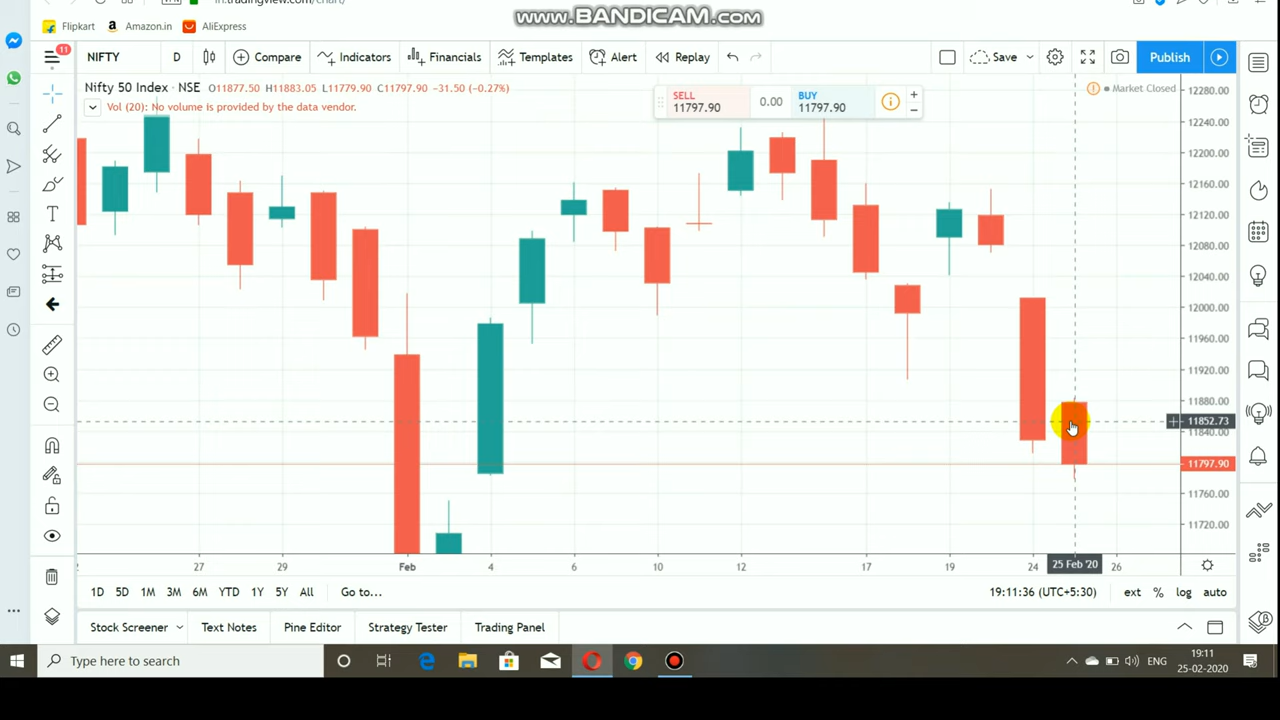 in.tradingview.com/chart/
www.BANDICAM.com
Flipkart
Amazon.in
AliExpress
11
NIFTY
D
Compare
Indicators
Financials
Templates
Alert
Replay
Save
Publish
Nifty 50 Index · NSE O11877.50 H11883.05 L11779.90 C11797.90 −31.50 (−0.27%)
Vol (20): No volume is provided by the data vendor.
SELL
11797.90
0.00
BUY
11797.90
Market Closed
12280.00
12240.00
12200.00
12160.00
12120.00
12080.00
12040.00
12000.00
11960.00
11920.00
11880.00
11852.73
11840.00
11797.90
11760.00
11720.00
27
29
Feb
4
6
10
12
17
19
24
25 Feb '20
26
1D 5D 1M 3M 6M YTD 1Y 5Y All Go to...
19:11:36 (UTC+5:30) ext % log auto
Stock Screener Text Notes Pine Editor Strategy Tester Trading Panel
Type here to search
ENG
19:11
25-02-2020